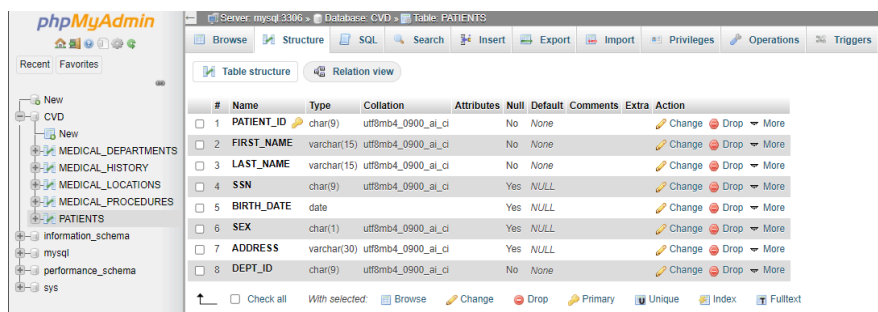 phpMyAdmin
Recent Favorites
New
CVD
New
MEDICAL_DEPARTMENTS
MEDICAL_HISTORY
MEDICAL_LOCATIONS
MEDICAL_PROCEDURES
PATIENTS
information_schema
mysql
performance_schema
sys
Server: mysql:3306 » Database: CVD » Table: PATIENTS
Browse Structure SQL Search Insert Export Import Privileges Operations Triggers
Table structure Relation view
# Name Type Collation Attributes Null Default Comments Extra Action
1 PATIENT_ID char(9) utf8mb4_0900_ai_ci No None Change Drop More
2 FIRST_NAME varchar(15) utf8mb4_0900_ai_ci No None Change Drop More
3 LAST_NAME varchar(15) utf8mb4_0900_ai_ci No None Change Drop More
4 SSN char(9) utf8mb4_0900_ai_ci Yes NULL Change Drop More
5 BIRTH_DATE date Yes NULL Change Drop More
6 SEX char(1) utf8mb4_0900_ai_ci Yes NULL Change Drop More
7 ADDRESS varchar(30) utf8mb4_0900_ai_ci Yes NULL Change Drop More
8 DEPT_ID char(9) utf8mb4_0900_ai_ci No None Change Drop More
Check all With selected: Browse Change Drop Primary Unique Index Fulltext